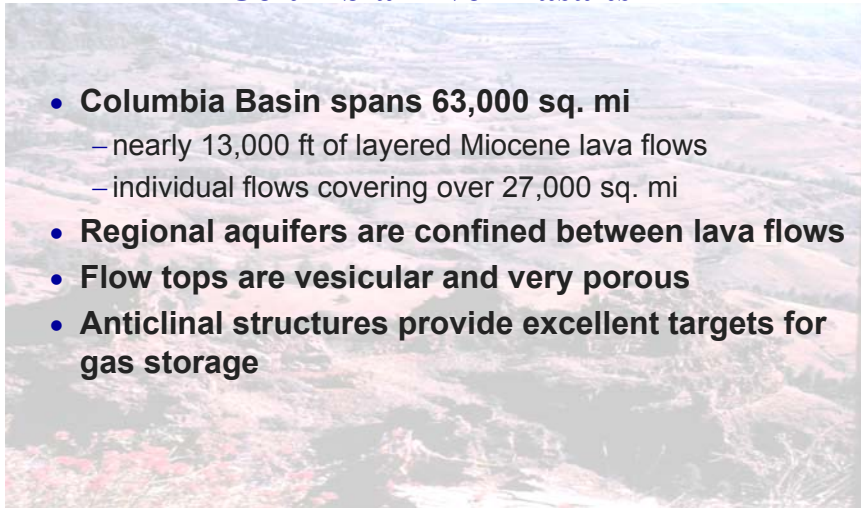 • Columbia Basin spans 63,000 sq. mi
– nearly 13,000 ft of layered Miocene lava flows
– individual flows covering over 27,000 sq. mi
• Regional aquifers are confined between lava flows
• Flow tops are vesicular and very porous
• Anticlinal structures provide excellent targets for
gas storage